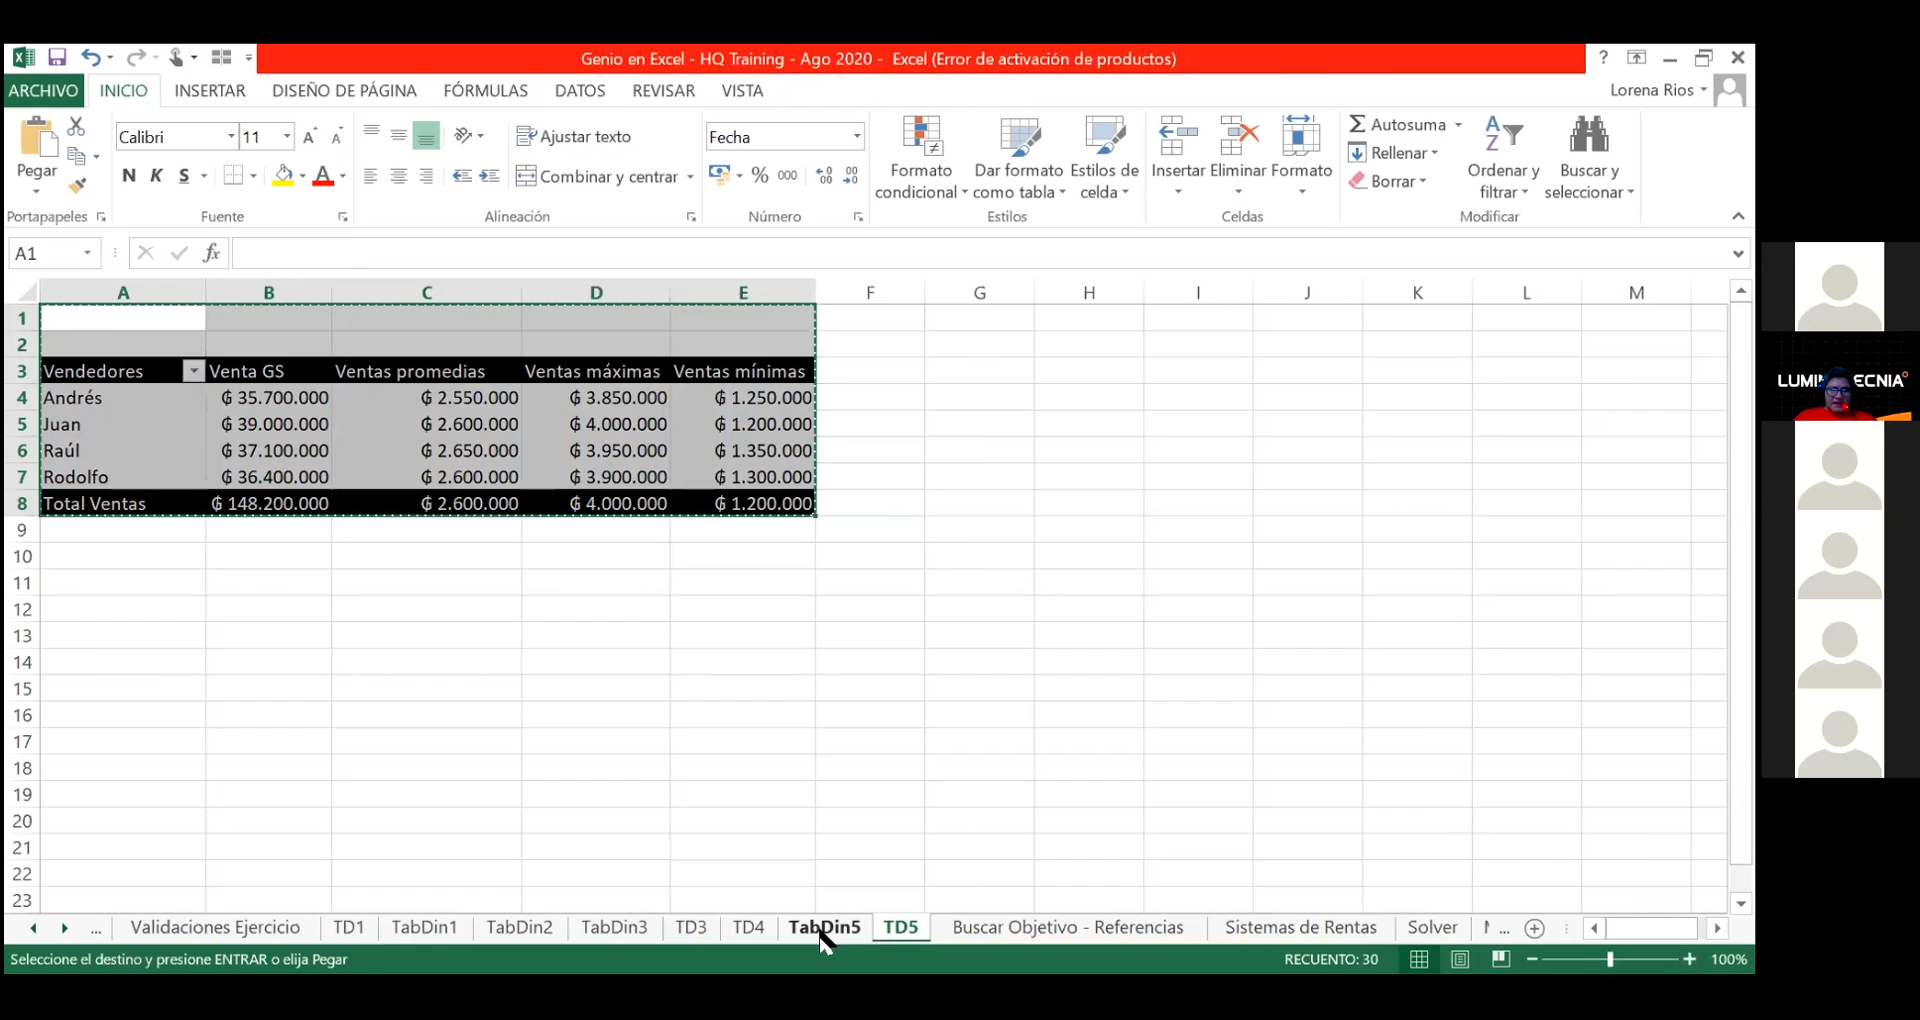 Genio en Excel - HQ Training - Ago 2020 - Excel (Error de activación de productos)
?
ARCHIVO INICIO INSERTAR DISEÑO DE PÁGINA FÓRMULAS DATOS REVISAR VISTA Lorena Rios
Calibri 11 Ajustar texto Fecha Autosuma
Rellenar
Pegar N K S A Combinar y centrar % 000 Formato condicional Dar formato como tabla Estilos de celda Insertar Eliminar Formato Borrar Ordenar y filtrar Buscar y seleccionar
Portapapeles Fuente Alineación Número Estilos Celdas Modificar
A1 fx
A B C D E F G H I J K L M
1
2
3 Vendedores Venta GS Ventas promedias Ventas máximas Ventas mínimas
4 Andrés ₲ 35.700.000 ₲ 2.550.000 ₲ 3.850.000 ₲ 1.250.000
5 Juan ₲ 39.000.000 ₲ 2.600.000 ₲ 4.000.000 ₲ 1.200.000
6 Raúl ₲ 37.100.000 ₲ 2.650.000 ₲ 3.950.000 ₲ 1.350.000
7 Rodolfo ₲ 36.400.000 ₲ 2.600.000 ₲ 3.900.000 ₲ 1.300.000
8 Total Ventas ₲ 148.200.000 ₲ 2.600.000 ₲ 4.000.000 ₲ 1.200.000
9
10
11
12
13
14
15
16
17
18
19
20
21
22
23
... Validaciones Ejercicio TD1 TabDin1 TabDin2 TabDin3 TD3 TD4 TabDin5 TD5 Buscar Objetivo - Referencias Sistemas de Rentas Solver ...
Seleccione el destino y presione ENTRAR o elija Pegar RECUENTO: 30 100%